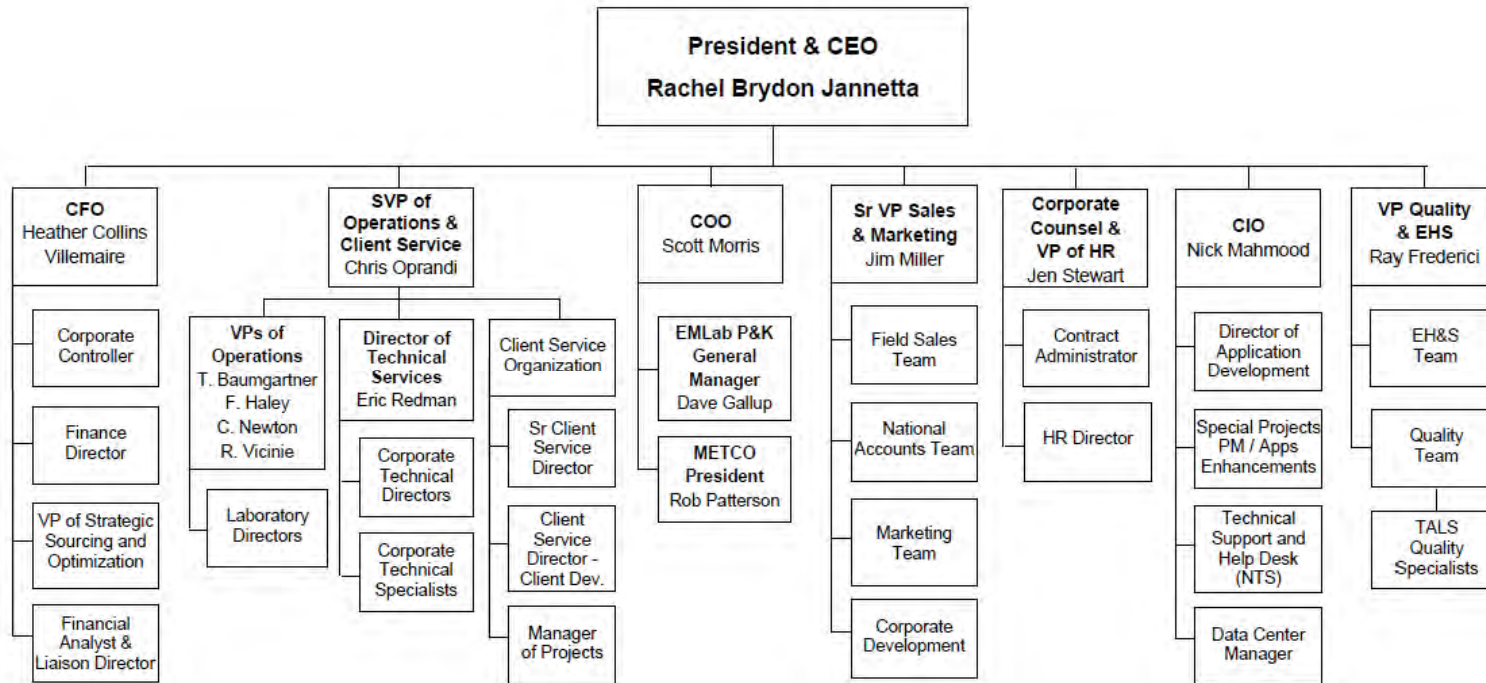 President & CEO
Rachel Brydon Jannetta
CFO
Heather Collins
Villemaire
SVP of
Operations &
Client Service
Chris Oprandi
COO
Scott Morris
Sr VP Sales
& Marketing
Jim Miller
Corporate
Counsel &
VP of HR
Jen Stewart
CIO
Nick Mahmood
VP Quality
& EHS
Ray Frederici
Corporate
Controller
Finance
Director
VP of Strategic
Sourcing and
Optimization
Financial
Analyst &
Liaison Director
VPs of
Operations
T. Baumgartner
F. Haley
C. Newton
R. Vicinie
Laboratory
Directors
Director of
Technical
Services
Eric Redman
Corporate
Technical
Directors
Corporate
Technical
Specialists
Client Service
Organization
Sr Client
Service
Director
Client
Service
Director -
Client Dev.
Manager
of Projects
EMLab P&K
General
Manager
Dave Gallup
METCO
President
Rob Patterson
Field Sales
Team
National
Accounts Team
Marketing
Team
Corporate
Development
Contract
Administrator
HR Director
Director of
Application
Development
Special Projects
PM / Apps
Enhancements
Technical
Support and
Help Desk
(NTS)
Data Center
Manager
EH&S
Team
Quality
Team
TALS
Quality
Specialists